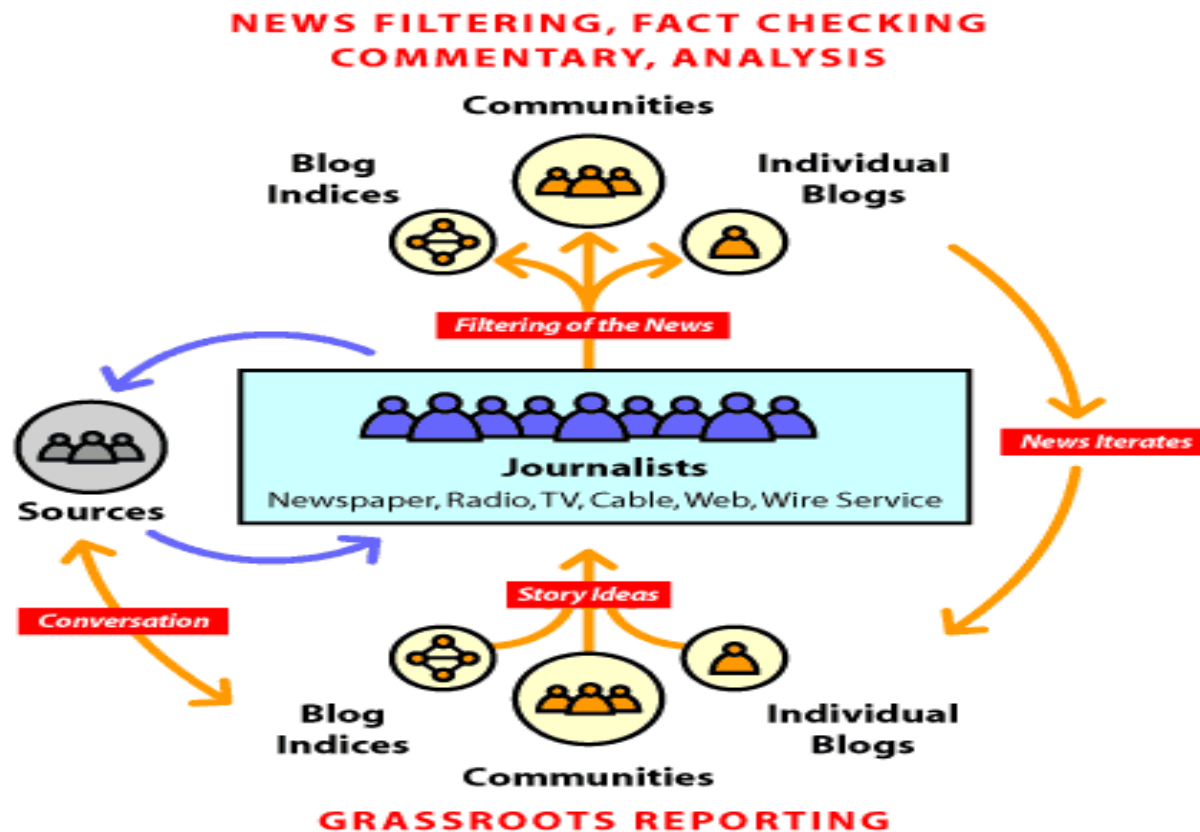 NEWS FILTERING, FACT CHECKING
COMMENTARY, ANALYSIS
Communities
Blog
Indices
Individual
Blogs
Filtering of the News
Journalists
Newspaper, Radio, TV, Cable, Web, Wire Service
News Iterates
Sources
Story Ideas
Conversation
Blog
Indices
Individual
Blogs
Communities
GRASSROOTS REPORTING